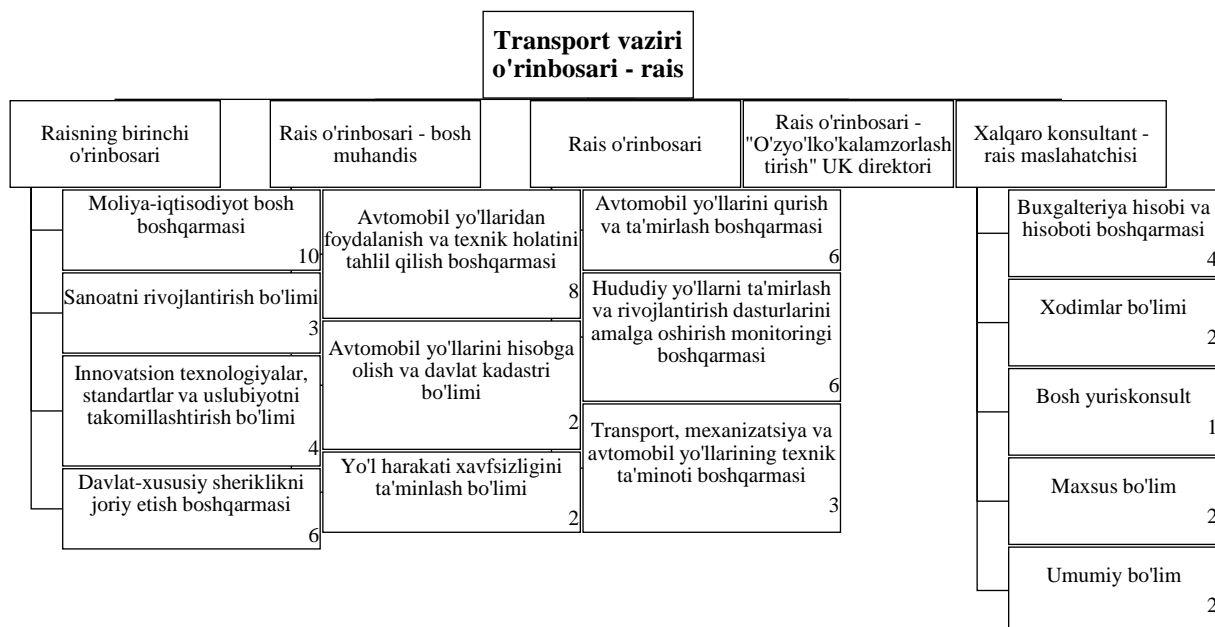 Transport vaziri
o'rinbosari - rais
Raisning birinchi
o'rinbosari
Moliya-iqtisodiyot bosh
boshqarmasi
10
Sanoatni rivojlantirish bo'limi
3
Innovatsion texnologiyalar,
standartlar va uslubiyotni
takomillashtirish bo'limi
4
Davlat-xususiy sheriklikni
joriy etish boshqarmasi
6
Rais o'rinbosari - bosh
muhandis
Avtomobil yo'llaridan
foydalanish va texnik holatini
tahlil qilish boshqarmasi
8
Avtomobil yo'llarini hisobga
olish va davlat kadastri
bo'limi
2
Yo'l harakati xavfsizligini
ta'minlash bo'limi
2
Rais o'rinbosari
Avtomobil yo'llarini qurish
va ta'mirlash boshqarmasi
6
Hududiy yo'llarni ta'mirlash
va rivojlantirish dasturlarini
amalga oshirish monitoringi
boshqarmasi
6
Transport, mexanizatsiya va
avtomobil yo'llarining texnik
ta'minoti boshqarmasi
3
Rais o'rinbosari -
"O'zyo'lko'kalamzorlash
tirish" UK direktori
Xalqaro konsultant -
rais maslahatchisi
Buxgalteriya hisobi va
hisoboti boshqarmasi
4
Xodimlar bo'limi
2
Bosh yuriskonsult
1
Maxsus bo'lim
2
Umumiy bo'lim
2